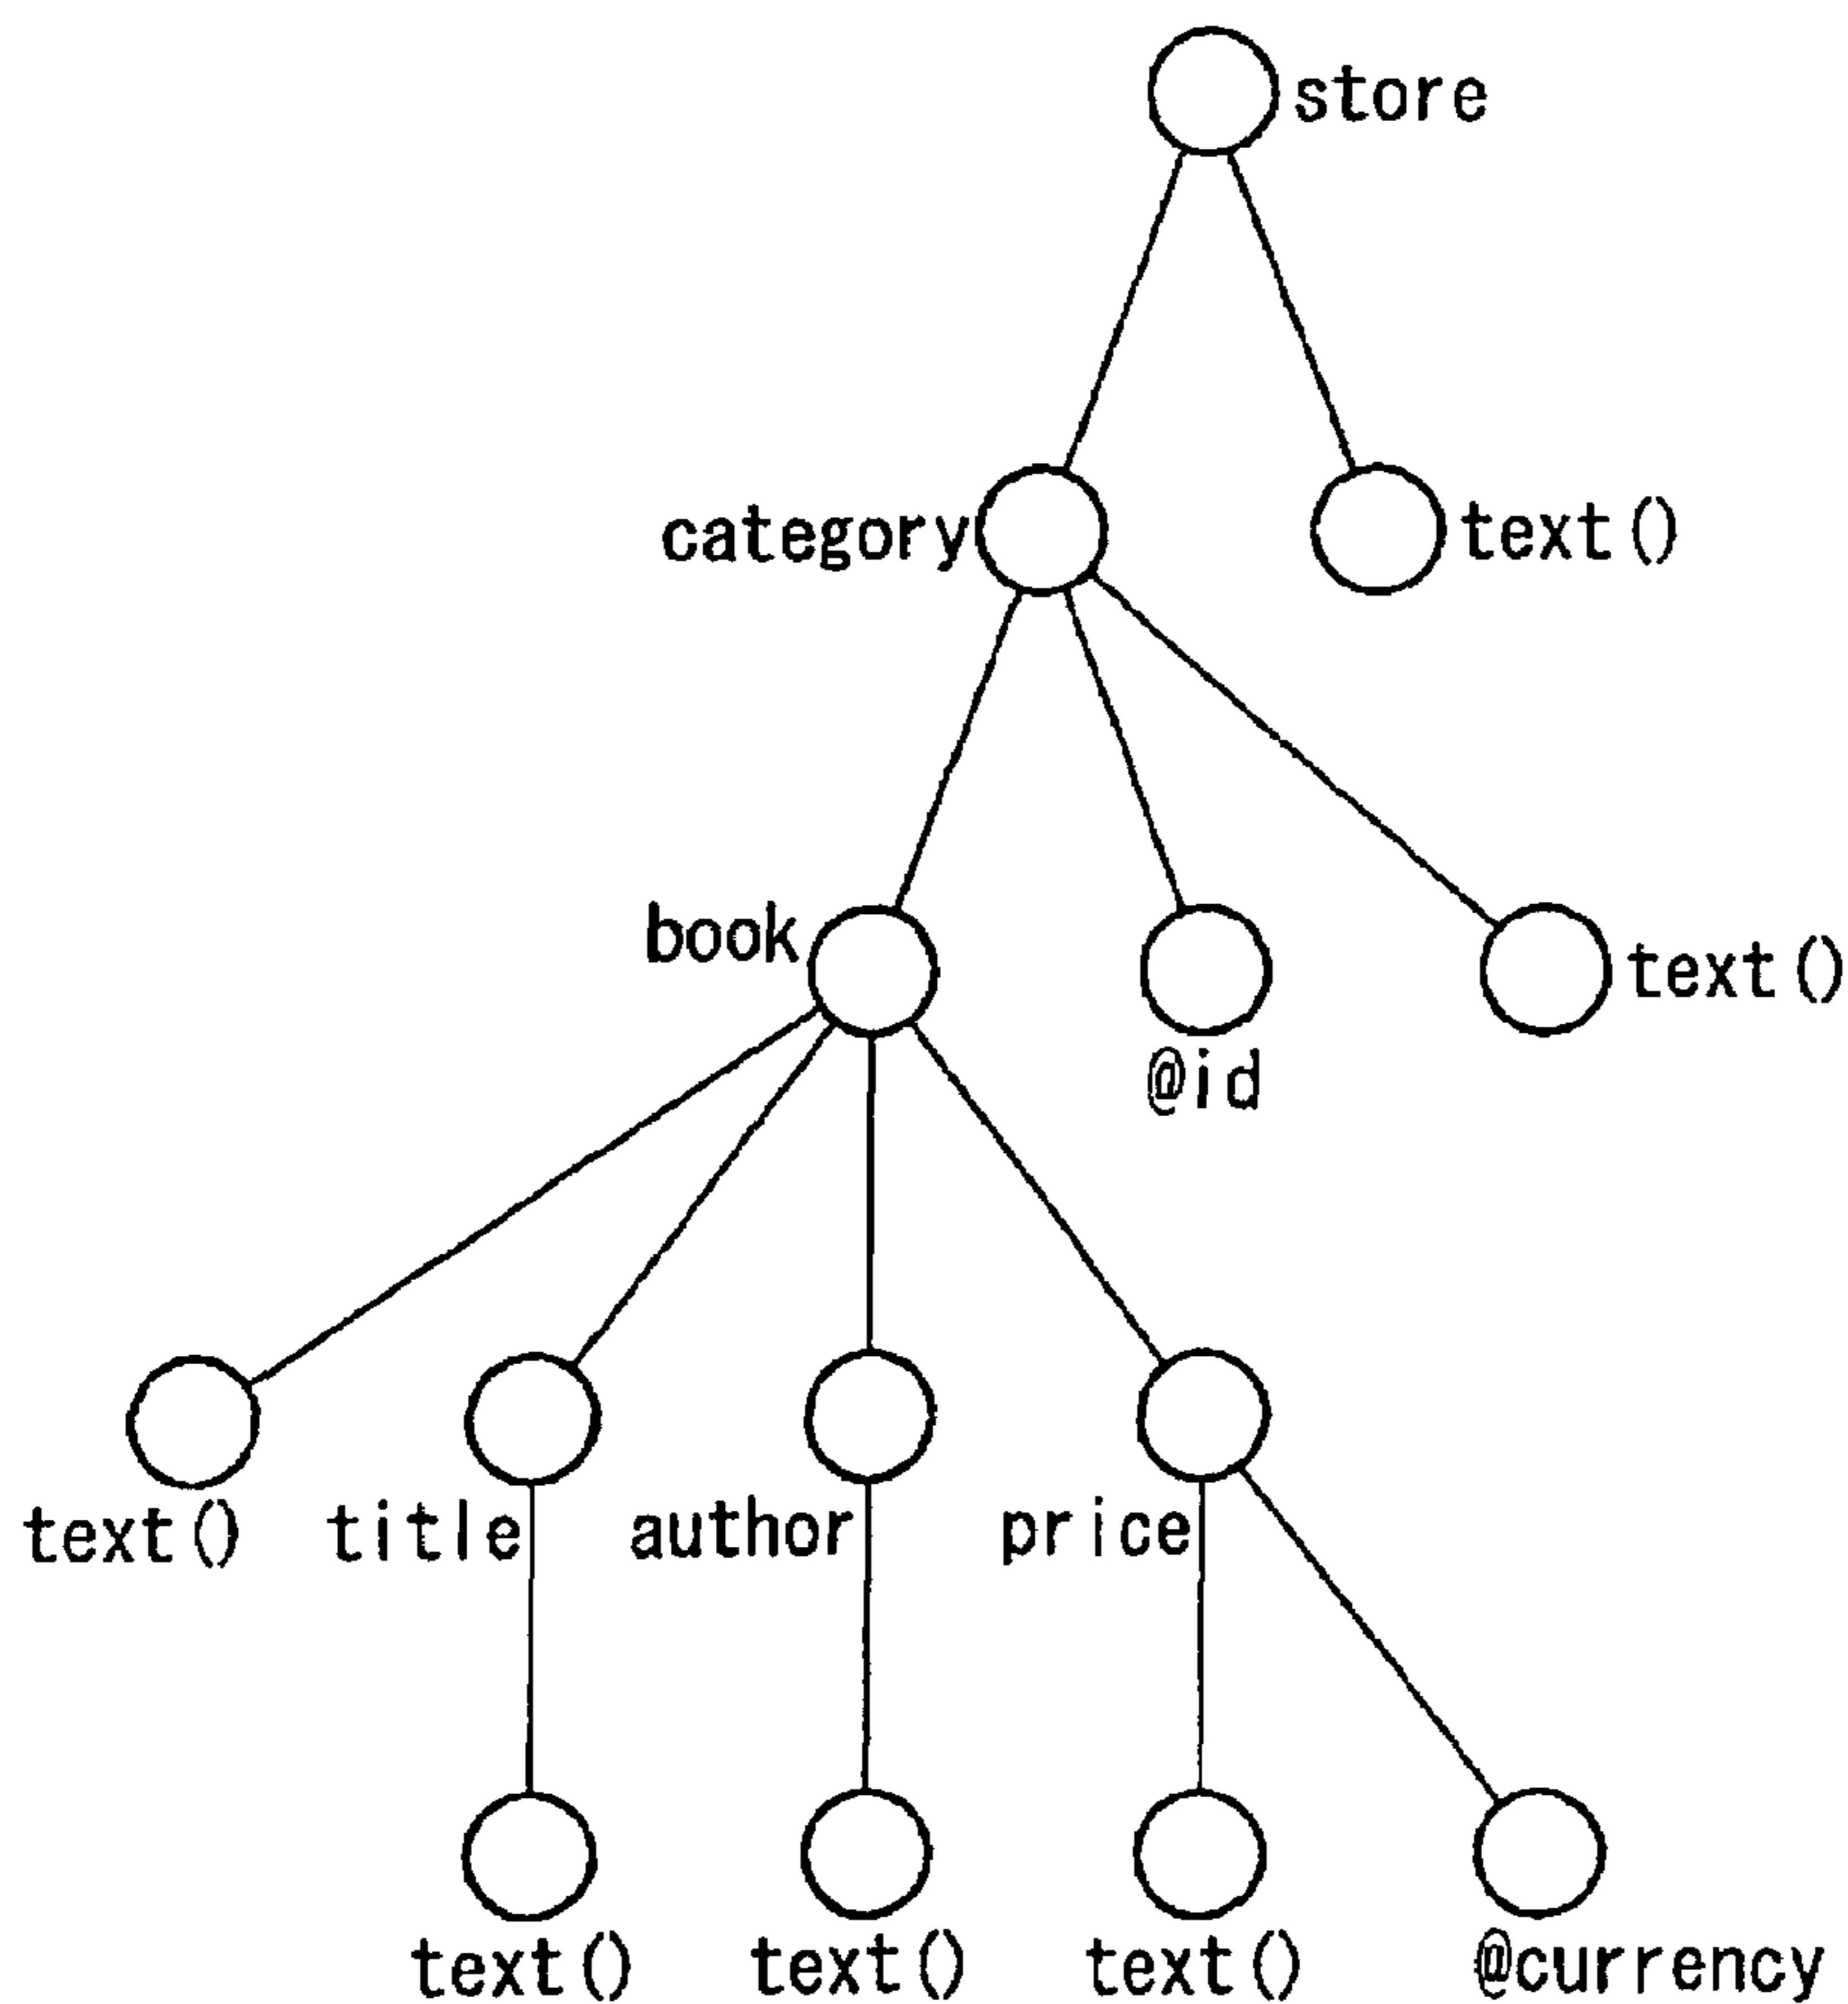 store
category text()
book text()
@id
text() title author price
text() text() text() @currency